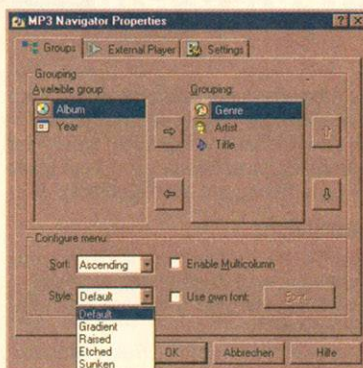 MP3 Navigator Properties
Groups External Player Settings
Grouping
Available group: Grouping:
Album Genre
Year Artist
Title
Configure menu:
Sort: Ascending Enable Multicolumn
Style: Default Use own font: Font...
Default
Gradient
Raised
Etched
Sunken
OK Abbrechen Hilfe